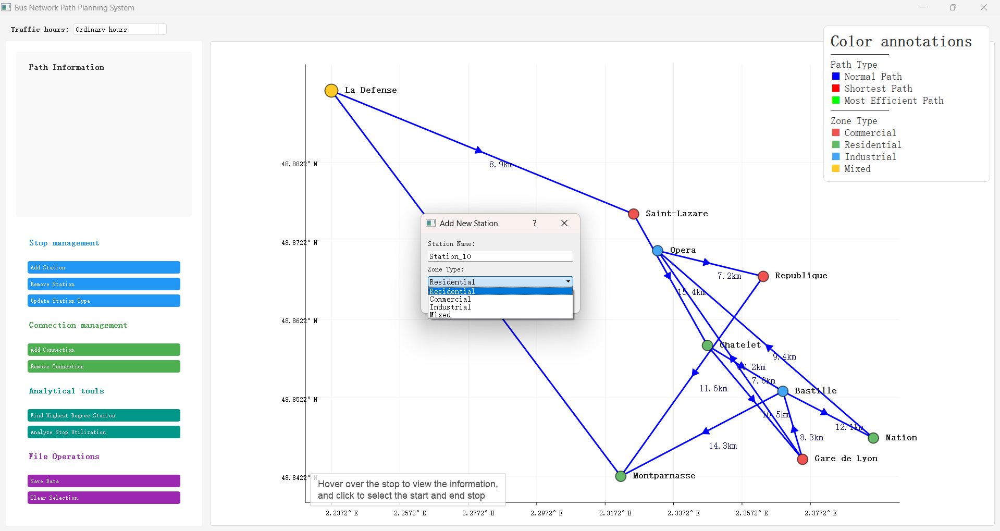 Bus Network Path Planning System
Traffic hours: Ordinary hours
Path Information
Stop management
Add Station
Remove Station
Update Station Type
Connection management
Add Connection
Remove Connection
Analytical tools
Find Highest Degree Station
Analyze Stop Utilization
File Operations
Save Data
Clear Selection
Color annotations
Path Type
Normal Path
Shortest Path
Most Efficient Path
Zone Type
Commercial
Residential
Industrial
Mixed
La Defense
48.8822° N
8.9km
Saint-Lazare
48.8722° N
Opera
7.2km
Republique
15.4km
48.8622° N
Chatelet
9.4km
10.2km
7.8km
11.6km
Bastille
48.8522° N
10.5km
12.1km
8.3km
Nation
14.3km
Gare de Lyon
Montparnasse
48.8422° N
Add New Station
?
Station Name:
Station_10
Zone Type:
Residential
Residential
Commercial
Industrial
Mixed
Hover over the stop to view the information,
and click to select the start and end stop
2.2372° E 2.2572° E 2.2772° E 2.2972° E 2.3172° E 2.3372° E 2.3572° E 2.3772° E